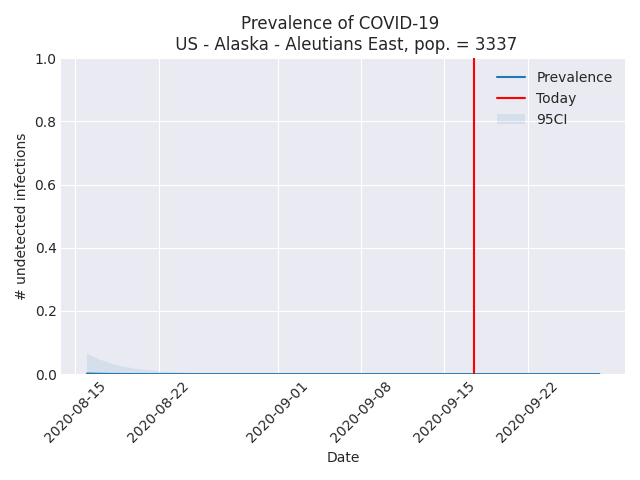 Prevalence of COVID-19
US - Alaska - Aleutians East, pop. = 3337
1.0
0.8
0.6
0.4
0.2
0.0
# undetected infections
Prevalence
Today
95CI
2020-08-15
2020-08-22
2020-09-01
2020-09-08
2020-09-15
2020-09-22
Date